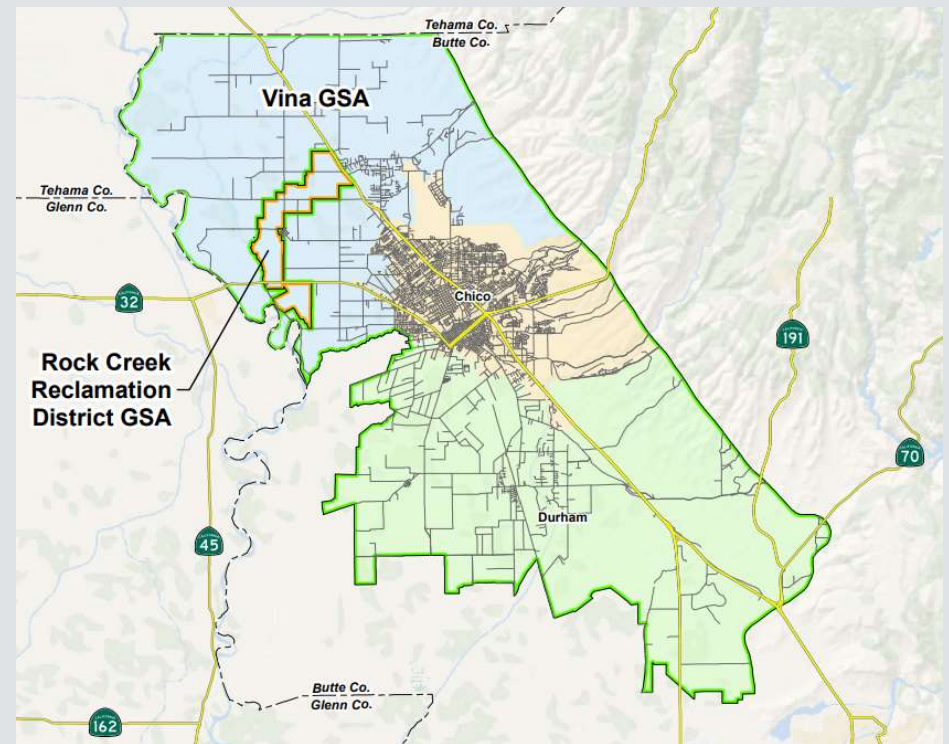 Tehama Co.
Butte Co.
Vina GSA
Tehama Co.
Glenn Co.
32
Chico
191
Rock Creek
Reclamation
District GSA
70
Durham
45
Butte Co.
Glenn Co.
162